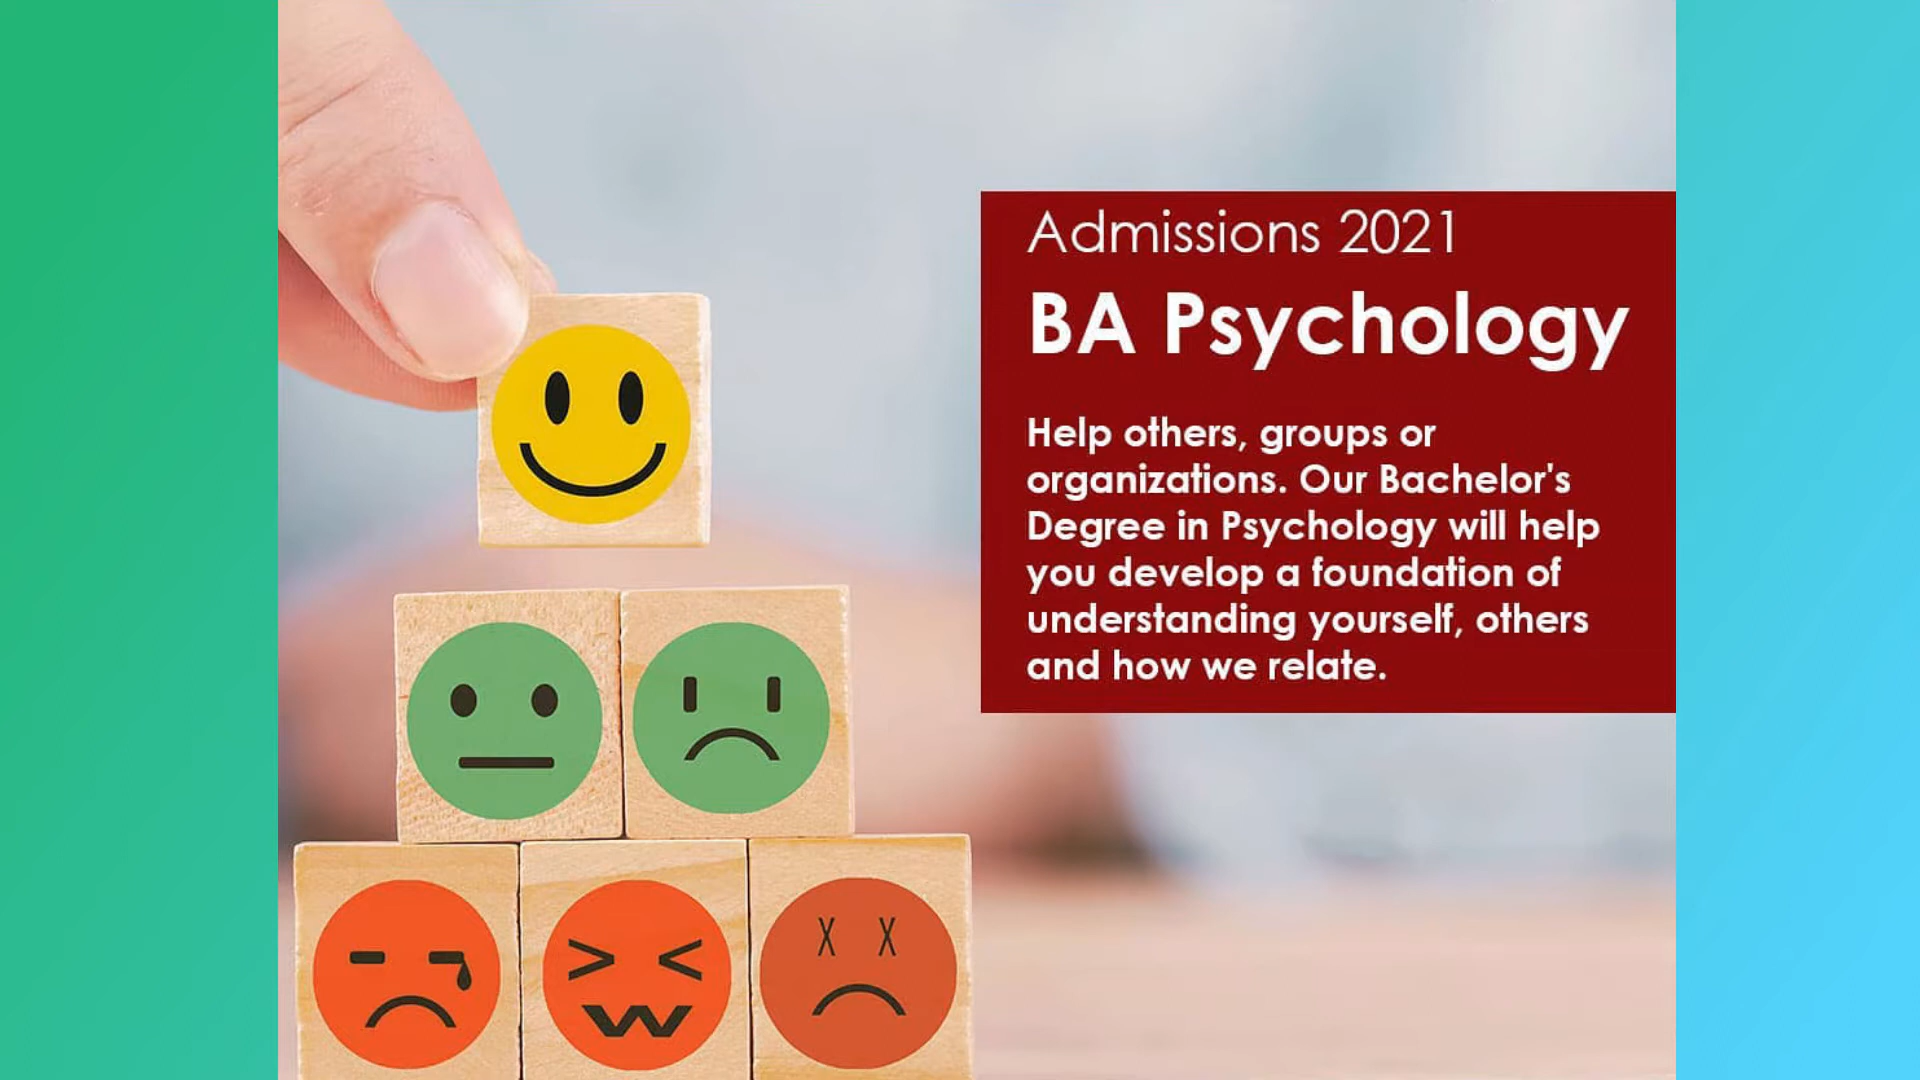 Admissions 2021
BA Psychology
Help others, groups or
organizations. Our Bachelor's
Degree in Psychology will help
you develop a foundation of
understanding yourself, others
and how we relate.